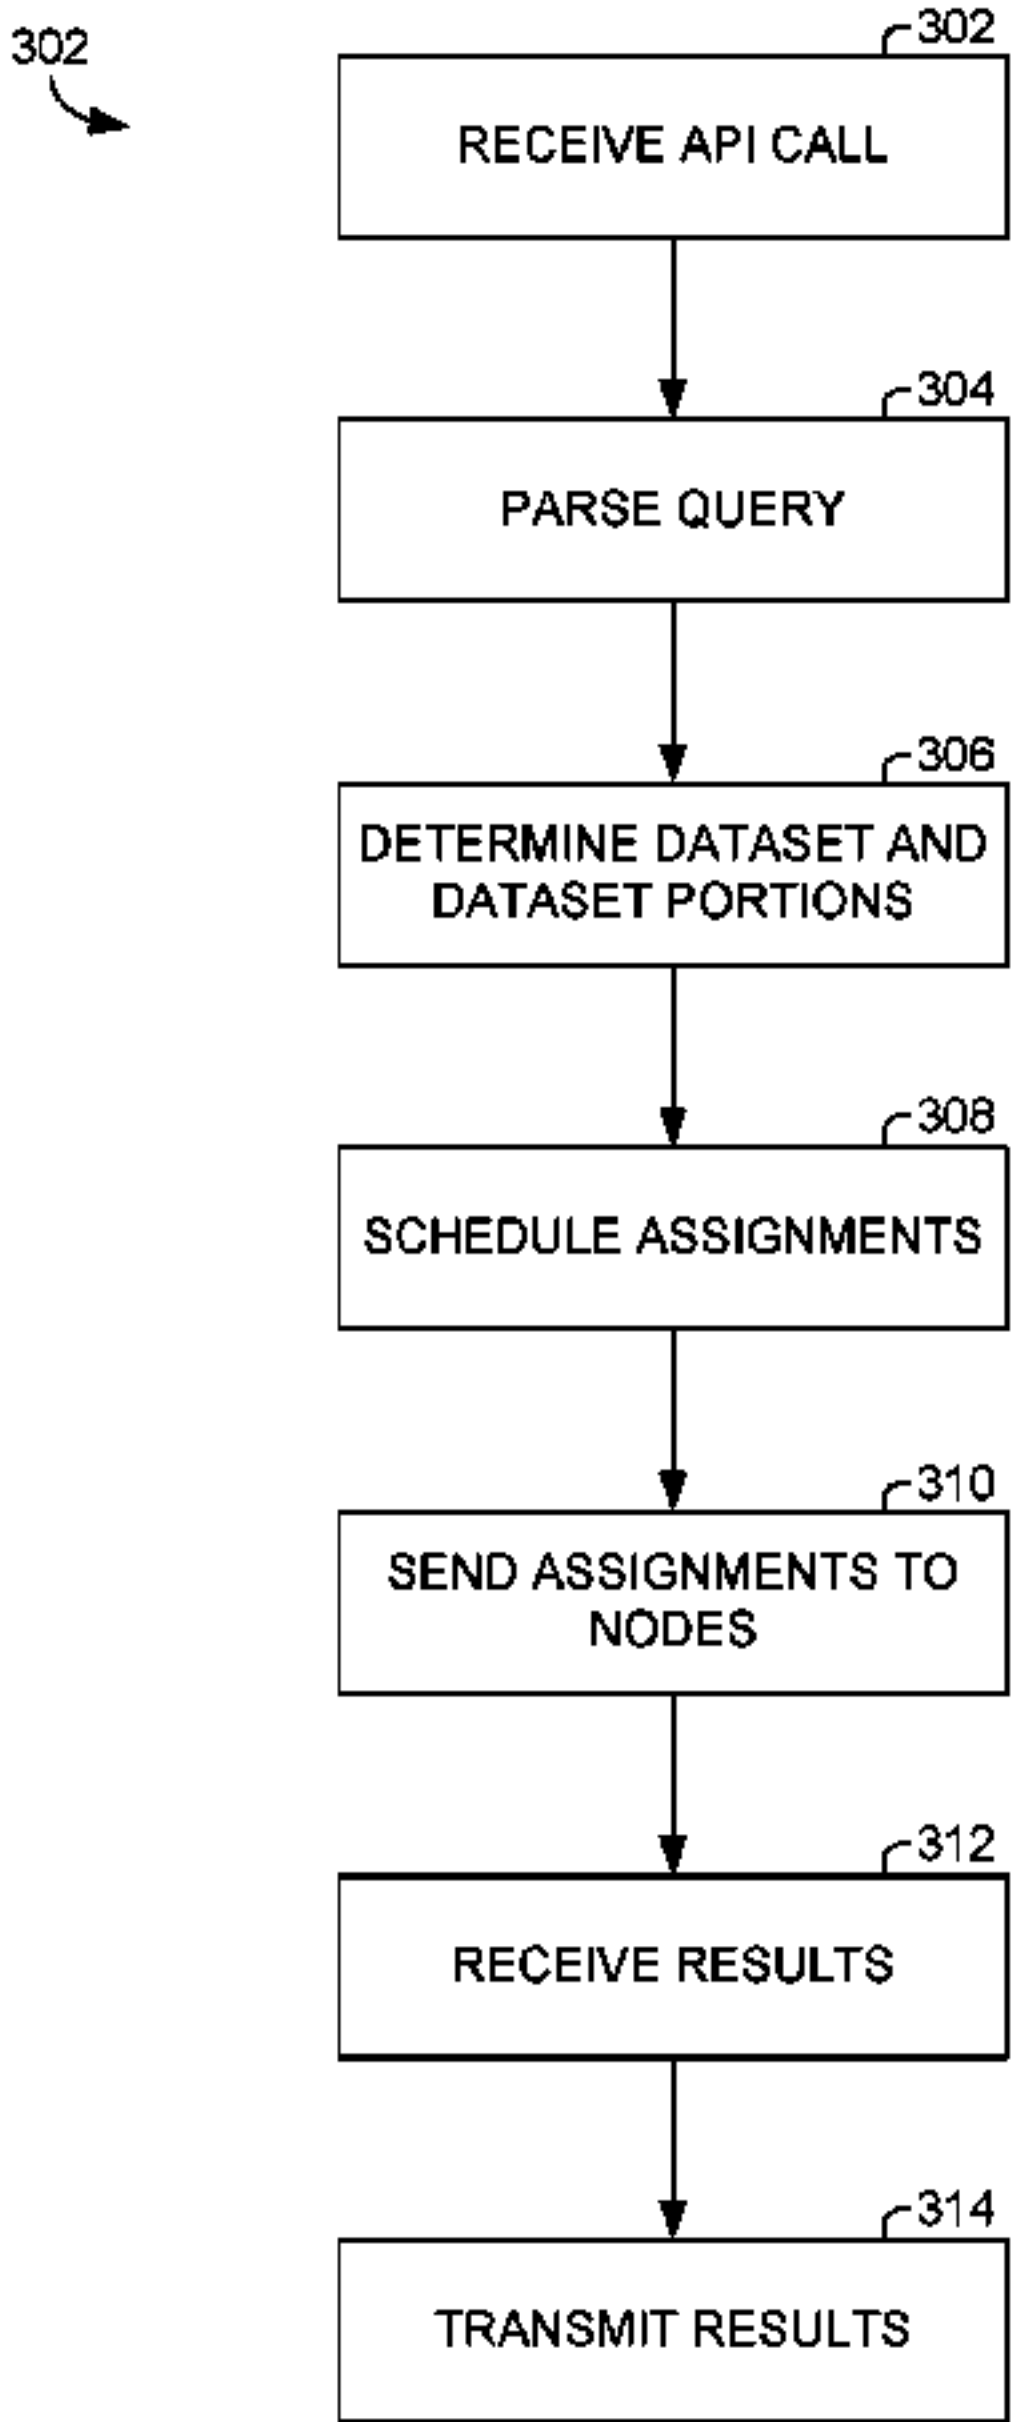 302
302
RECEIVE API CALL
304
PARSE QUERY
306
DETERMINE DATASET AND
DATASET PORTIONS
308
SCHEDULE ASSIGNMENTS
310
SEND ASSIGNMENTS TO
NODES
312
RECEIVE RESULTS
314
TRANSMIT RESULTS